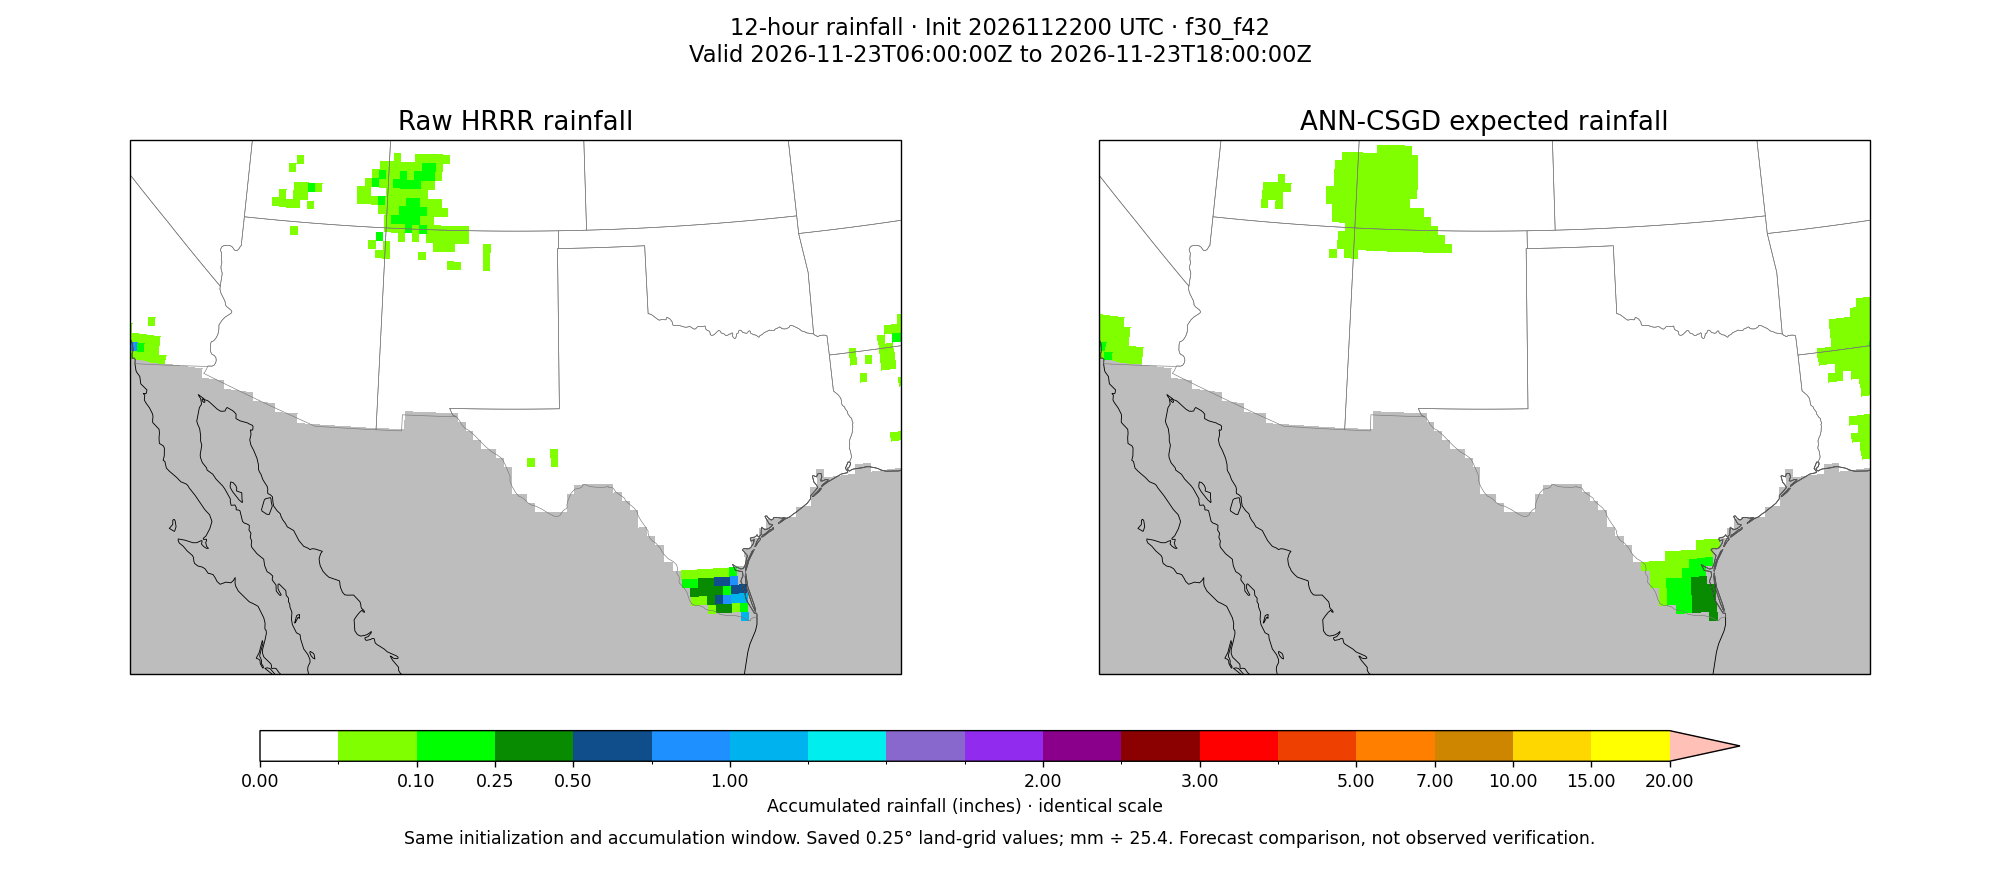 12-hour rainfall · Init 2026112200 UTC · f30_f42
Valid 2026-11-23T06:00:00Z to 2026-11-23T18:00:00Z
Raw HRRR rainfall
ANN-CSGD expected rainfall
0.00 0.10 0.25 0.50 1.00 2.00 3.00 5.00 7.00 10.00 15.00 20.00
Accumulated rainfall (inches) · identical scale
Same initialization and accumulation window. Saved 0.25° land-grid values; mm ÷ 25.4. Forecast comparison, not observed verification.